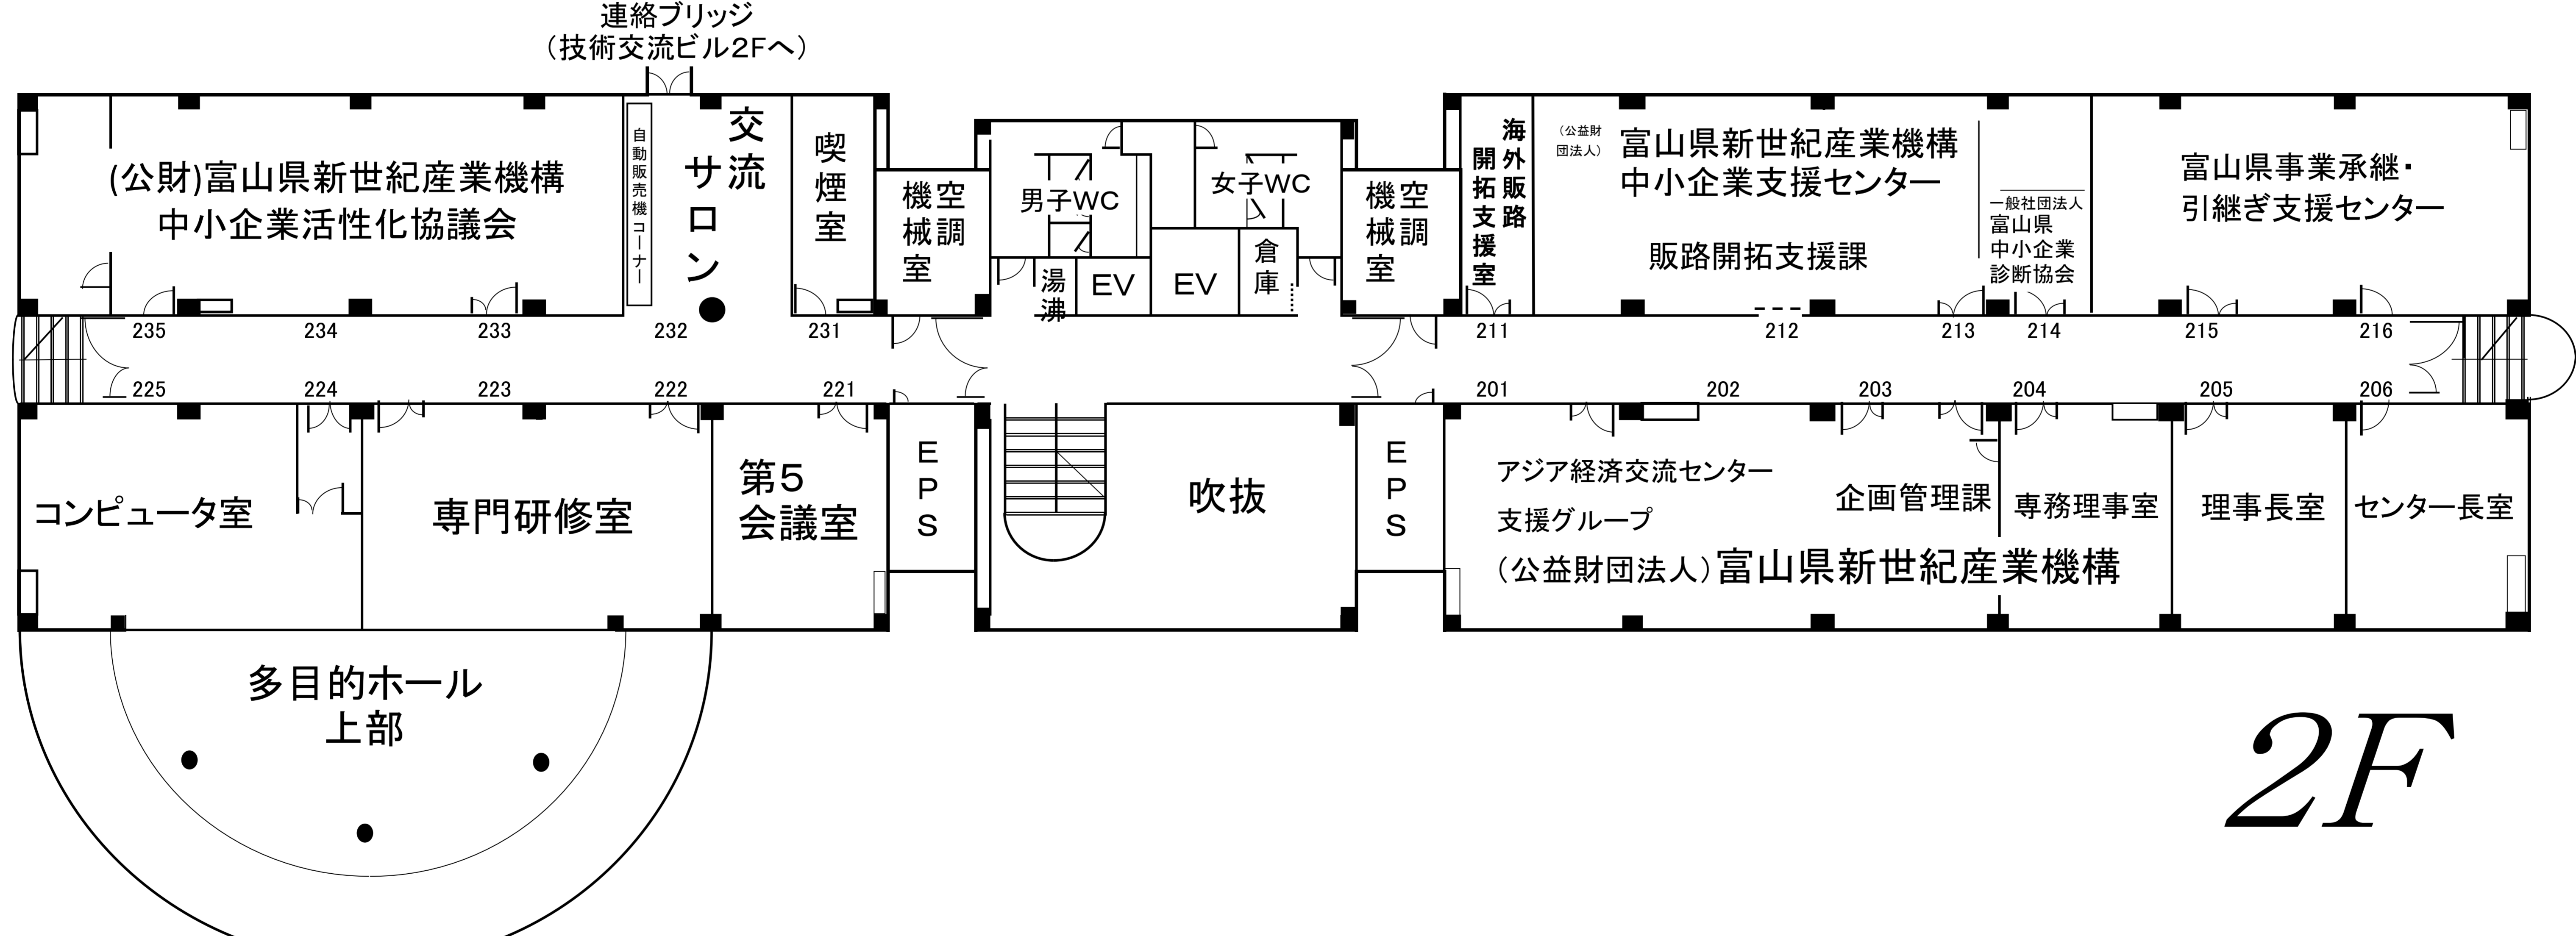 連絡ブリッジ
（技術交流ビル2Fへ）
(公財)富山県新世紀産業機構
中小企業活性化協議会
自動販売機コーナー
交流
サロン
喫煙室
空調
機械室
男子WC
女子WC
湯沸
EV
EV
倉庫
空調
機械室
海外販路
開拓支援室
（公益財
団法人）
富山県新世紀産業機構
中小企業支援センター
販路開拓支援課
一般社団法人
富山県
中小企業
診断協会
富山県事業承継・
引継ぎ支援センター
235
234
233
232
231
211
212
213
214
215
216
225
224
223
222
221
201
202
203
204
205
206
コンピュータ室
専門研修室
第5
会議室
EPS
吹抜
EPS
アジア経済交流センター
支援グループ
企画管理課
（公益財団法人）富山県新世紀産業機構
専務理事室
理事長室
センター長室
多目的ホール
上部
2F